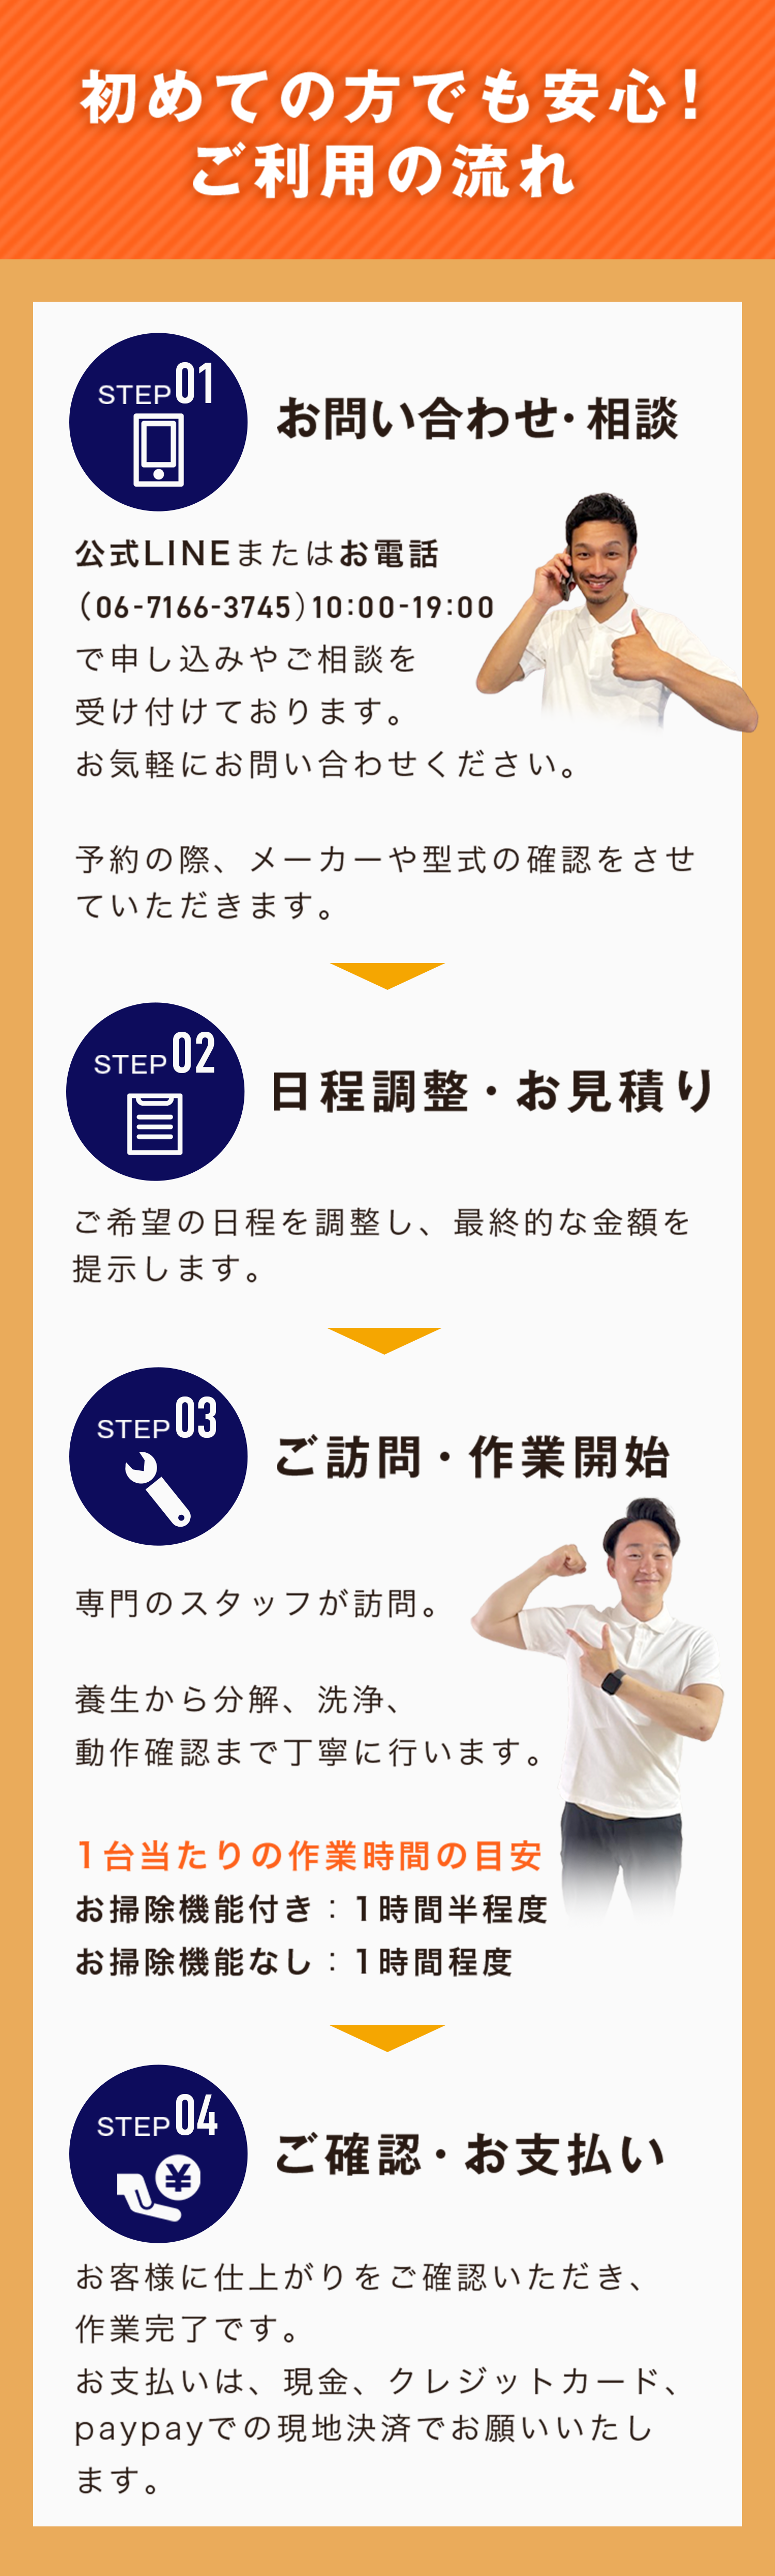 初めての方でも安心！
ご利用の流れ
STEP01
お問い合わせ・相談
公式LINEまたはお電話
（06-7166-3745）10:00-19:00
で申し込みやご相談を
受け付けております。
お気軽にお問い合わせください。
予約の際、メーカーや型式の確認をさせ
ていただきます。
STEP02
日程調整・お見積り
ご希望の日程を調整し、最終的な金額を
提示します。
STEP03
ご訪問・作業開始
専門のスタッフが訪問。
養生から分解、洗浄、
動作確認まで丁寧に行います。
1台当たりの作業時間の目安
お掃除機能付き：1時間半程度
お掃除機能なし：1時間程度
STEP04
¥
ご確認・お支払い
お客様に仕上がりをご確認いただき、
作業完了です。
お支払いは、現金、クレジットカード、
paypayでの現地決済でお願いいたし
ます。